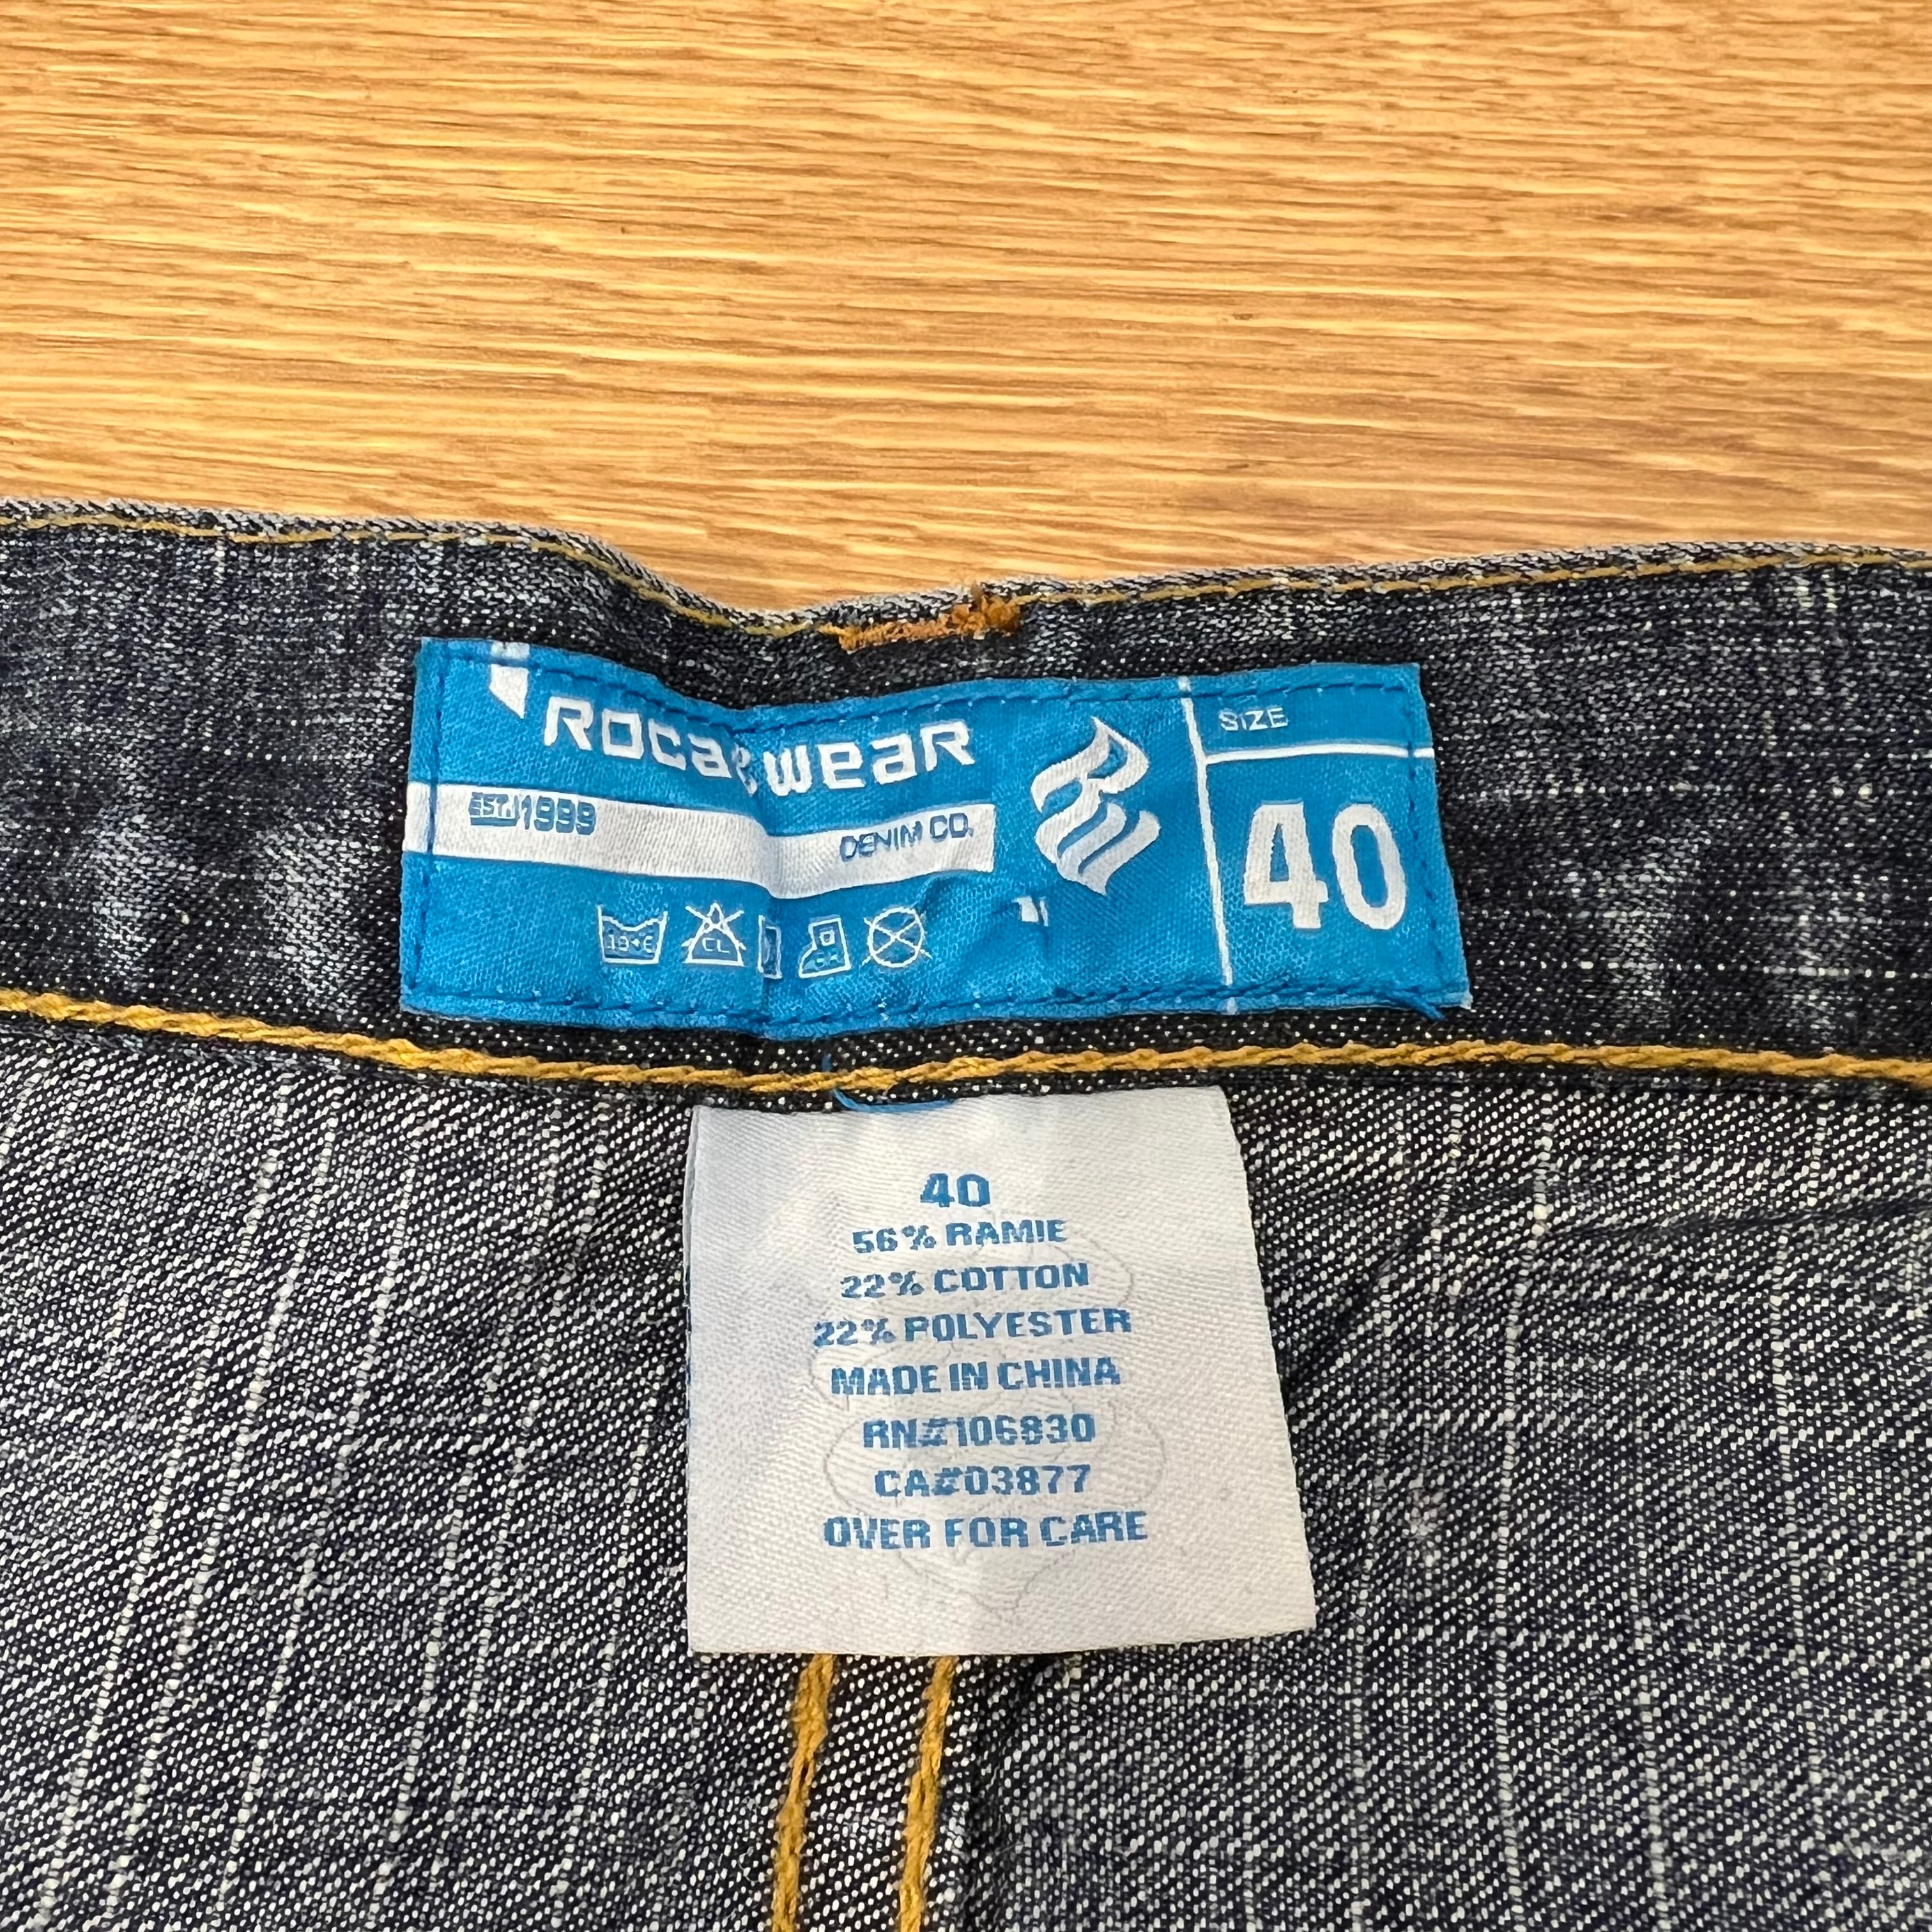 ROCAWEAR
SIZE
EST. 1999
DENIM CO.
40
CL
40
56% RAMIE
22% COTTON
22% POLYESTER
MADE IN CHINA
RN#106830
CA#03877
OVER FOR CARE